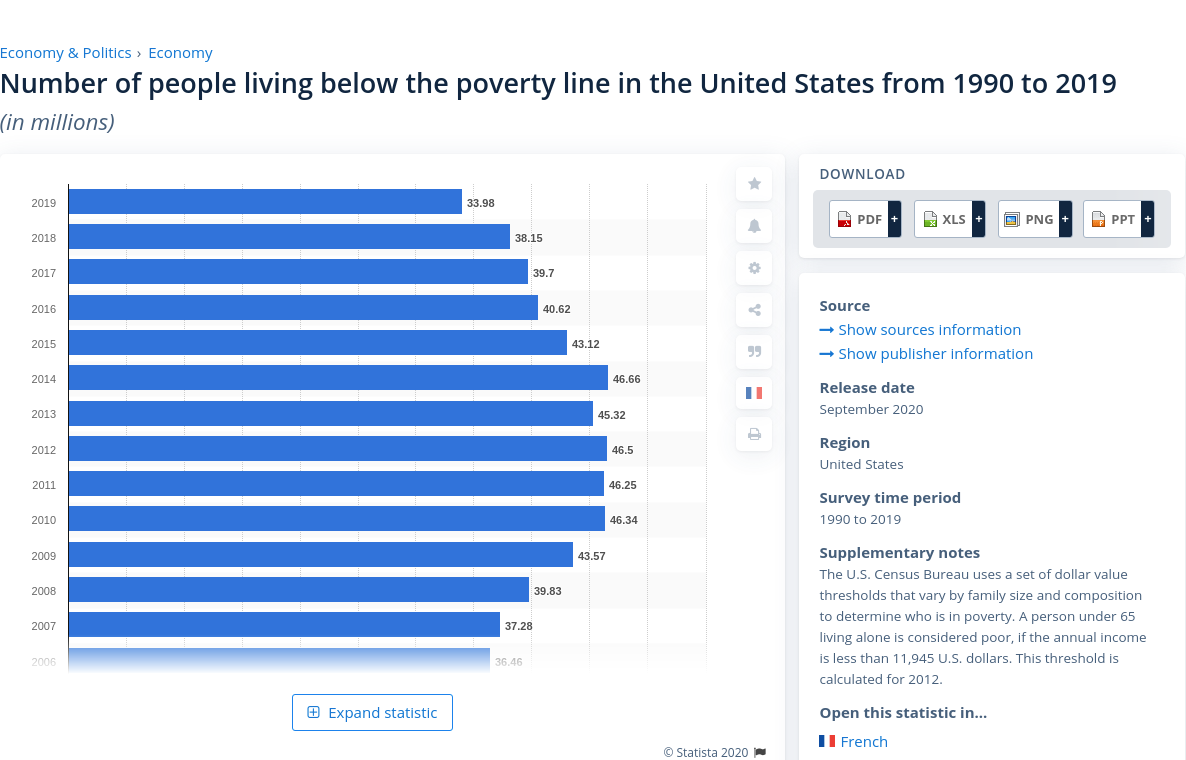 Economy & Politics › Economy
Number of people living below the poverty line in the United States from 1990 to 2019
(in millions)
2019 33.98
2018 38.15
2017 39.7
2016 40.62
2015 43.12
2014 46.66
2013 45.32
2012 46.5
2011 46.25
2010 46.34
2009 43.57
2008 39.83
2007 37.28
2006 36.46
Expand statistic
© Statista 2020
DOWNLOAD
PDF + XLS + PNG + PPT +
Source
Show sources information
Show publisher information
Release date
September 2020
Region
United States
Survey time period
1990 to 2019
Supplementary notes
The U.S. Census Bureau uses a set of dollar value
thresholds that vary by family size and composition
to determine who is in poverty. A person under 65
living alone is considered poor, if the annual income
is less than 11,945 U.S. dollars. This threshold is
calculated for 2012.
Open this statistic in...
French